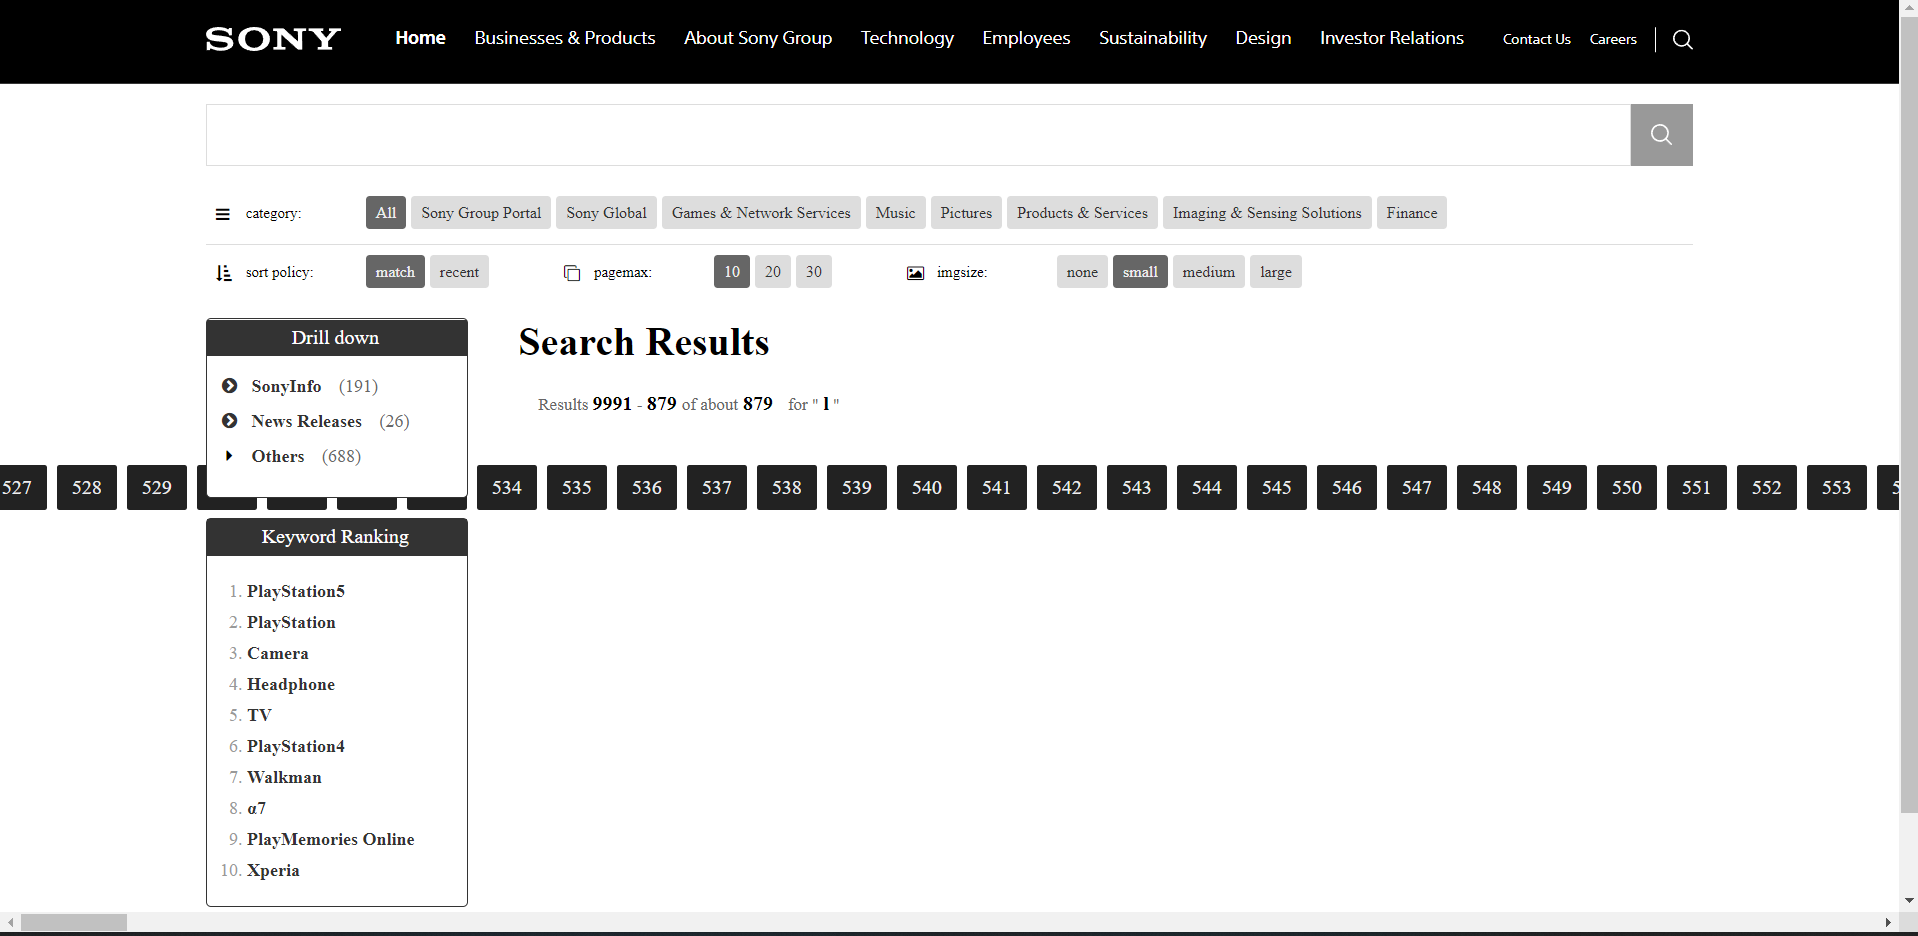 SONY Home Businesses & Products About Sony Group Technology Employees Sustainability Design Investor Relations Contact Us Careers
category: All Sony Group Portal Sony Global Games & Network Services Music Pictures Products & Services Imaging & Sensing Solutions Finance
sort policy: match recent pagemax: 10 20 30 imgsize: none small medium large
Drill down
SonyInfo (191)
News Releases (26)
Others (688)
Search Results
Results 9991 - 879 of about 879 for " l "
527 528 529 534 535 536 537 538 539 540 541 542 543 544 545 546 547 548 549 550 551 552 553
Keyword Ranking
1. PlayStation5
2. PlayStation
3. Camera
4. Headphone
5. TV
6. PlayStation4
7. Walkman
8. α7
9. PlayMemories Online
10. Xperia